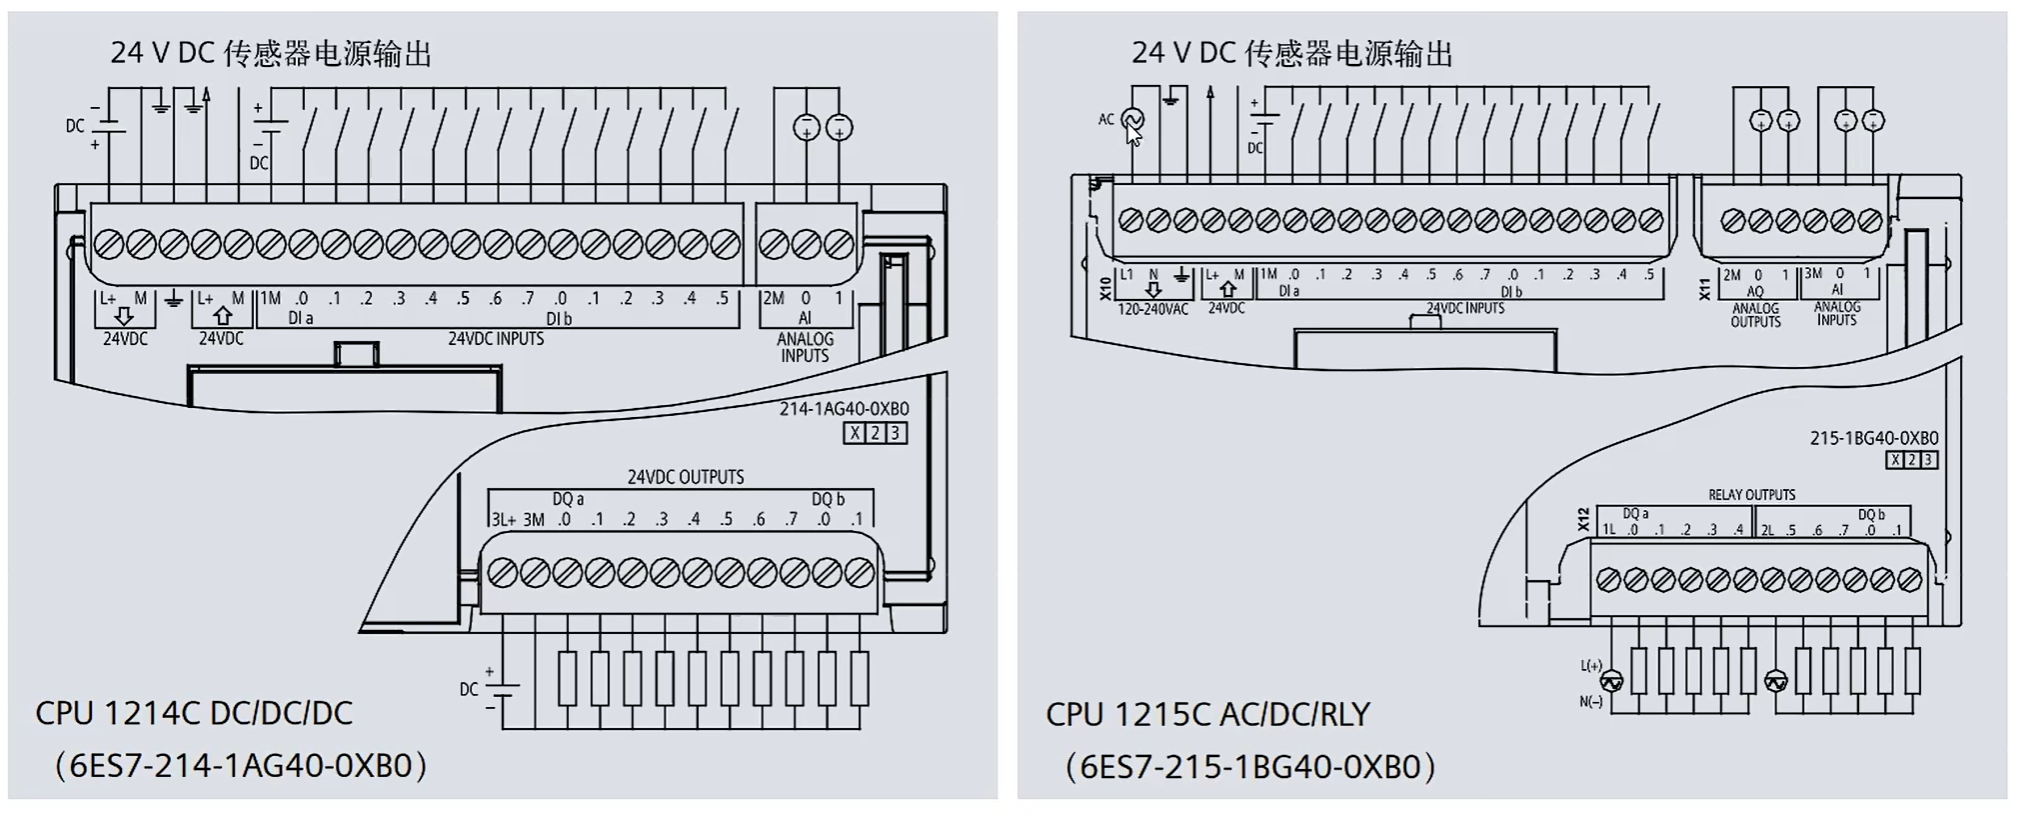 24 V DC 传感器电源输出
DC
−
+
+
−
DC
− +
− +
L+ M
24VDC
L+ M
24VDC
1M .0 .1 .2 .3 .4 .5 .6 .7 .0 .1 .2 .3 .4 .5
DI a
DI b
24VDC INPUTS
2M 0 1
AI
ANALOG
INPUTS
214-1AG40-0XB0
X 2 3
24VDC OUTPUTS
DQ a
DQ b
3L+ 3M .0 .1 .2 .3 .4 .5 .6 .7 .0 .1
DC
+
−
CPU 1214C DC/DC/DC
（6ES7-214-1AG40-0XB0）
24 V DC 传感器电源输出
AC
+
−
DC
− +
− +
− +
− +
X10
L1 N
120-240VAC
L+ M
24VDC
1M .0 .1 .2 .3 .4 .5 .6 .7 .0 .1 .2 .3 .4 .5
DI a
DI b
24VDC INPUTS
X11
2M 0 1
AQ
ANALOG
OUTPUTS
3M 0 1
AI
ANALOG
INPUTS
215-1BG40-0XB0
X 2 3
RELAY OUTPUTS
X12
DQ a
DQ b
1L .0 .1 .2 .3 .4 2L .5 .6 .7 .0 .1
L(+)
N(−)
CPU 1215C AC/DC/RLY
（6ES7-215-1BG40-0XB0）